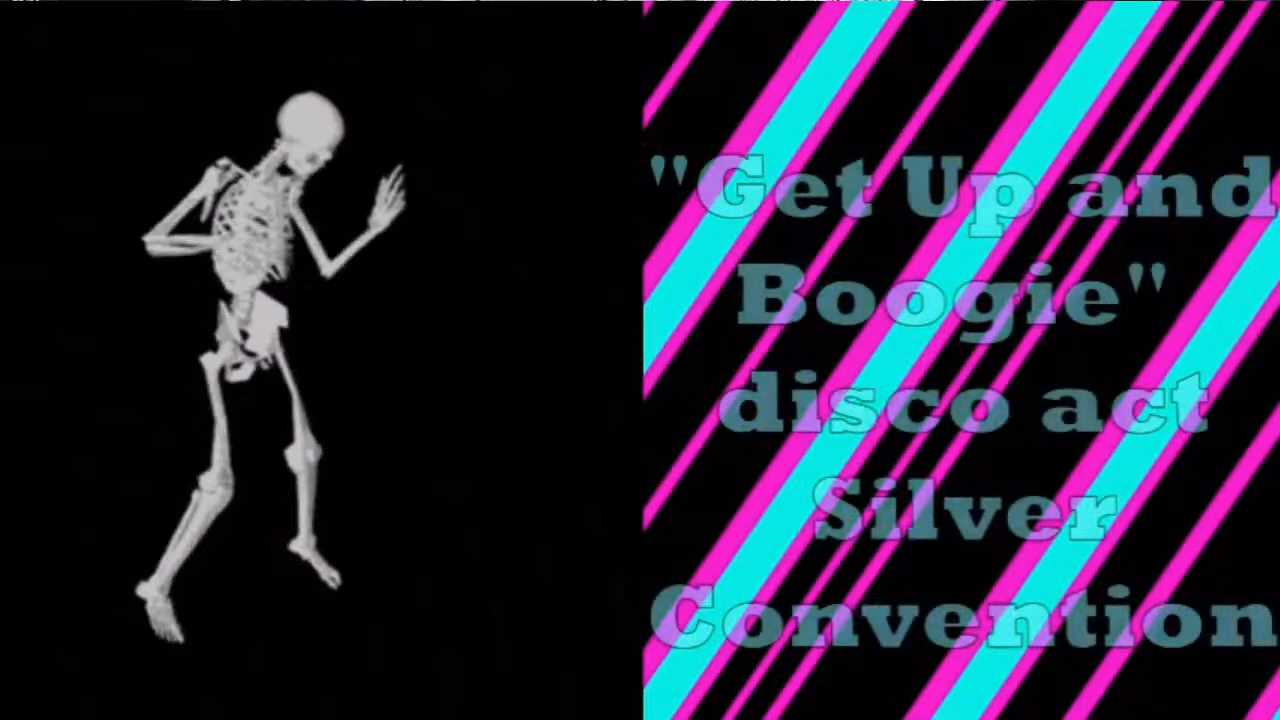 "Get Up and
Boogie"
disco act
Silver
Convention